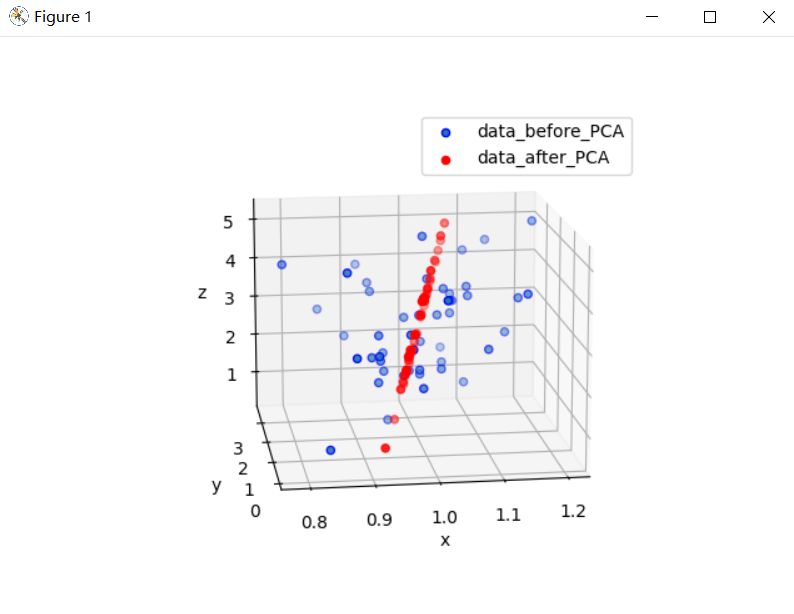 Figure 1
data_before_PCA
data_after_PCA
5
4
z
3
2
1
3
2
y
1
0
0.8
0.9
1.0
1.1
1.2
x